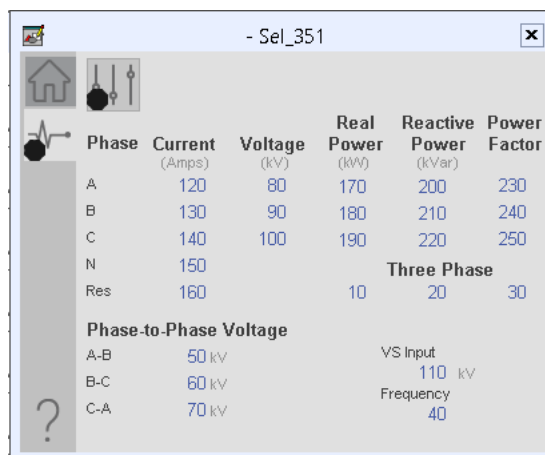 - Sel_351
Real Reactive Power
Phase Current Voltage Power Power Factor
(Amps) (kV) (kW) (kVar)
A 120 80 170 200 230
B 130 90 180 210 240
C 140 100 190 220 250
N 150 Three Phase
Res 160 10 20 30
Phase-to-Phase Voltage
A-B 50 kV VS Input
110 kV
B-C 60 kV Frequency
C-A 70 kV 40
?